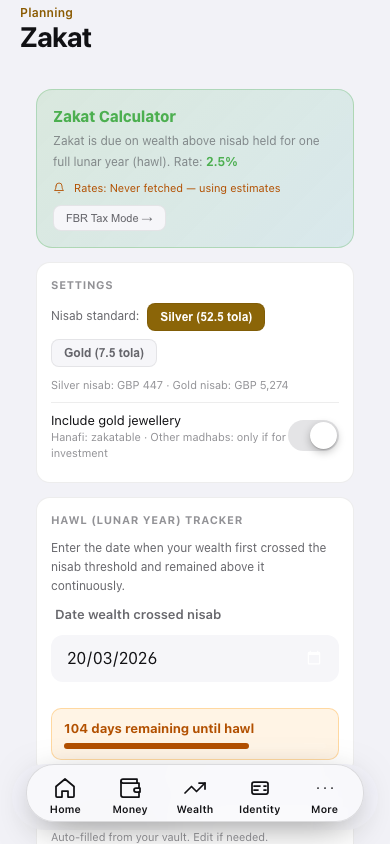 Planning
Zakat
Zakat Calculator
Zakat is due on wealth above nisab held for one
full lunar year (hawl). Rate: 2.5%
Rates: Never fetched — using estimates
FBR Tax Mode →
SETTINGS
Nisab standard: Silver (52.5 tola)
Gold (7.5 tola)
Silver nisab: GBP 447 · Gold nisab: GBP 5,274
Include gold jewellery
Hanafi: zakatable · Other madhabs: only if for
investment
HAWL (LUNAR YEAR) TRACKER
Enter the date when your wealth first crossed the
nisab threshold and remained above it
continuously.
Date wealth crossed nisab
20/03/2026
104 days remaining until hawl
Home Money Wealth Identity More
Auto-filled from your vault. Edit if needed.